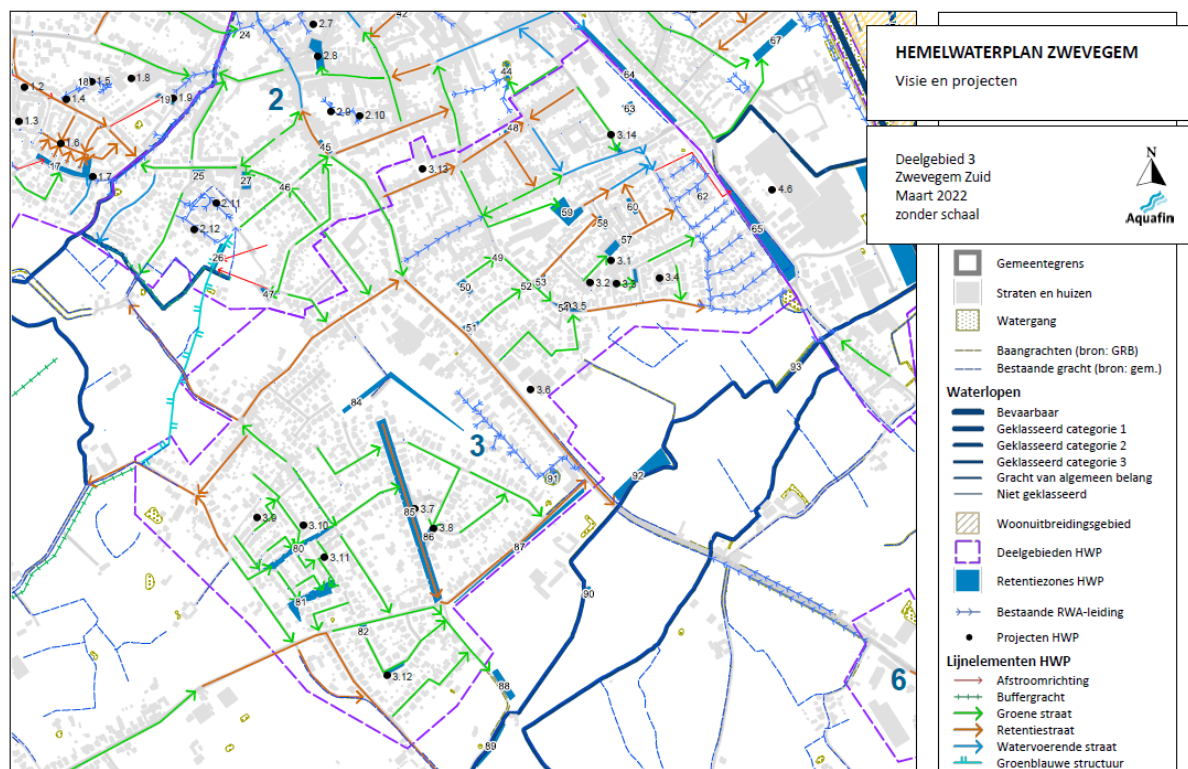 HEMELWATERPLAN ZWEVEGEM
Visie en projecten
Deelgebied 3
Zwevegem Zuid
Maart 2022
zonder schaal
N
Aquafin
Gemeentegrens
Straten en huizen
Watergang
Baangrachten (bron: GRB)
Bestaande gracht (bron: gem.)
Waterlopen
Bevaarbaar
Geklasseerd categorie 1
Geklasseerd categorie 2
Geklasseerd categorie 3
Gracht van algemeen belang
Niet geklasseerd
Woonuitbreidingsgebied
Deelgebieden HWP
Retentiezones HWP
Bestaande RWA-leiding
Projecten HWP
Lijnelementen HWP
Afstroomrichting
Buffergracht
Groene straat
Retentiestraat
Watervoerende straat
Groenblauwe structuur
42
2.7
24
2.8
67
1.2
18
1.5
1.8
44
64
1.4
19
1.9
2
2.9
2.10
63
1.3
48
3.14
1.6
45
17
1.7
25
27
46
3.13
62
4.6
2.11
59
60
58
65
2.12
57
26
49
3.1
47
50
52
53
3.2
3.3
3.4
54
3.5
51
93
3.6
84
3
91
92
3.9
3.10
85
3.7
86
3.8
80
87
3.11
81
90
82
3.12
88
6
89